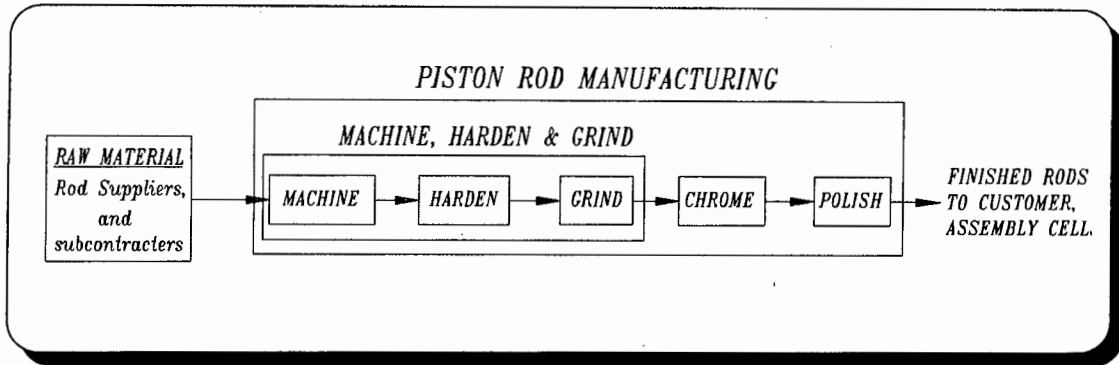 PISTON ROD MANUFACTURING
MACHINE, HARDEN & GRIND
RAW MATERIAL
Rod Suppliers,
and
subcontracters
MACHINE
HARDEN
GRIND
CHROME
POLISH
FINISHED RODS
TO CUSTOMER,
ASSEMBLY CELL.